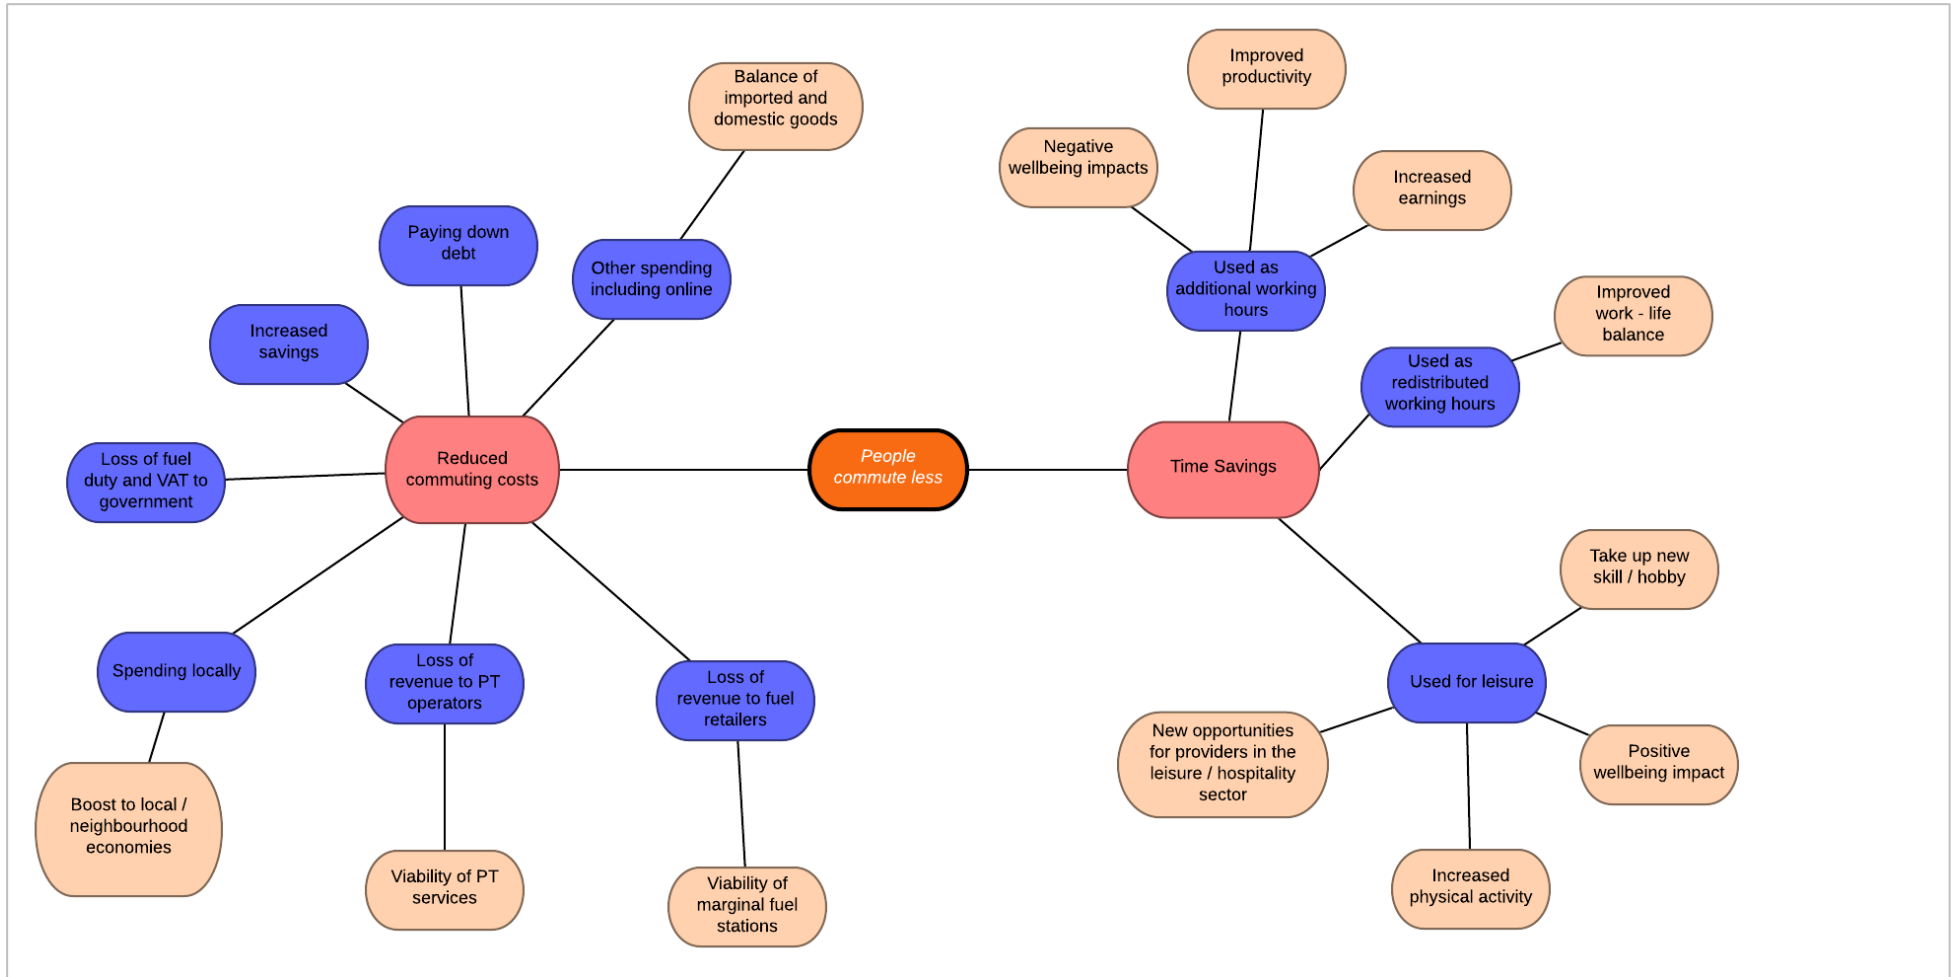 Improved
productivity
Balance of
imported and
domestic goods
Negative
wellbeing impacts
Increased
earnings
Paying down
debt
Other spending
including online
Used as
additional working
hours
Increased
savings
Improved
work - life
balance
Used as
redistributed
working hours
Loss of fuel
duty and VAT to
government
Reduced
commuting costs
People
commute less
Time Savings
Take up new
skill / hobby
Spending locally
Loss of
revenue to PT
operators
Loss of
revenue to fuel
retailers
Used for leisure
New opportunities
for providers in the
leisure / hospitality
sector
Positive
wellbeing impact
Boost to local /
neighbourhood
economies
Viability of PT
services
Viability of
marginal fuel
stations
Increased
physical activity